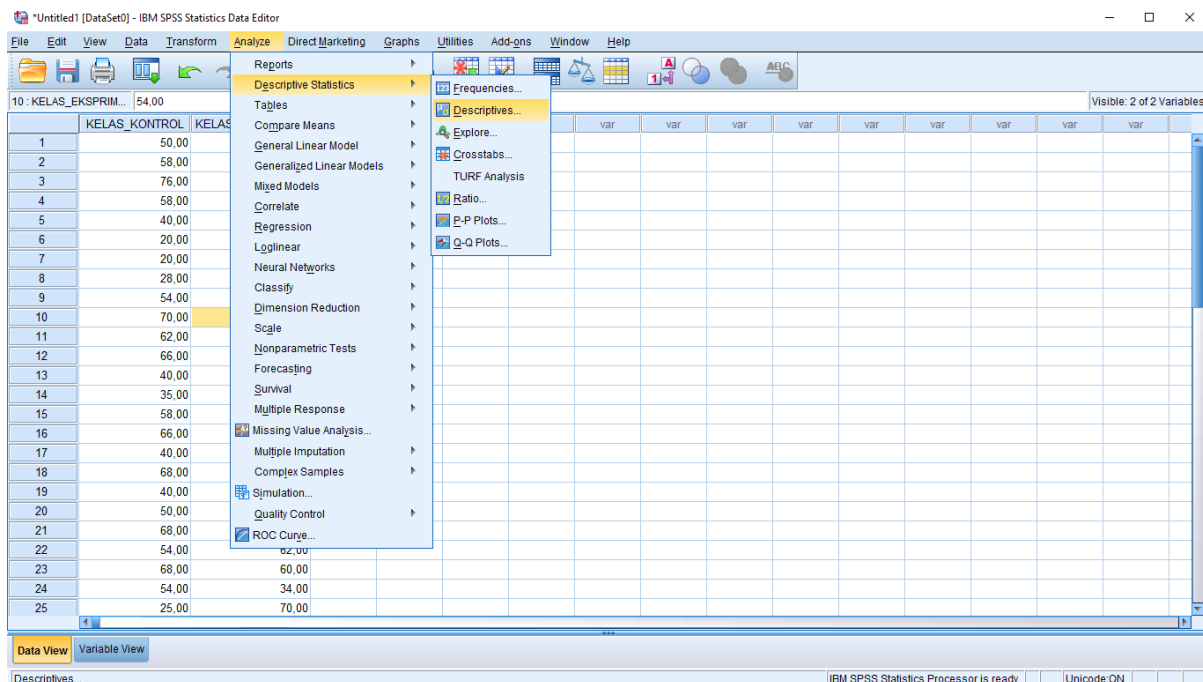 *Untitled1 [DataSet0] - IBM SPSS Statistics Data Editor
File Edit View Data Transform Analyze Direct Marketing Graphs Utilities Add-ons Window Help
10 : KELAS_EKSPRIM... 54,00
Visible: 2 of 2 Variables
KELAS_KONTROL KELAS var var var var var var var var var
1 50,00
2 58,00
3 76,00
4 58,00
5 40,00
6 20,00
7 20,00
8 28,00
9 54,00
10 70,00
11 62,00
12 66,00
13 40,00
14 35,00
15 58,00
16 66,00
17 40,00
18 68,00
19 40,00
20 50,00
21 68,00
22 54,00 62,00
23 68,00 60,00
24 54,00 34,00
25 25,00 70,00
Reports
Descriptive Statistics
Tables
Compare Means
General Linear Model
Generalized Linear Models
Mixed Models
Correlate
Regression
Loglinear
Neural Networks
Classify
Dimension Reduction
Scale
Nonparametric Tests
Forecasting
Survival
Multiple Response
Missing Value Analysis...
Multiple Imputation
Complex Samples
Simulation...
Quality Control
ROC Curve...
Frequencies...
Descriptives...
Explore...
Crosstabs...
TURF Analysis
Ratio...
P-P Plots...
Q-Q Plots...
Data View Variable View
Descriptives... IBM SPSS Statistics Processor is ready Unicode:ON